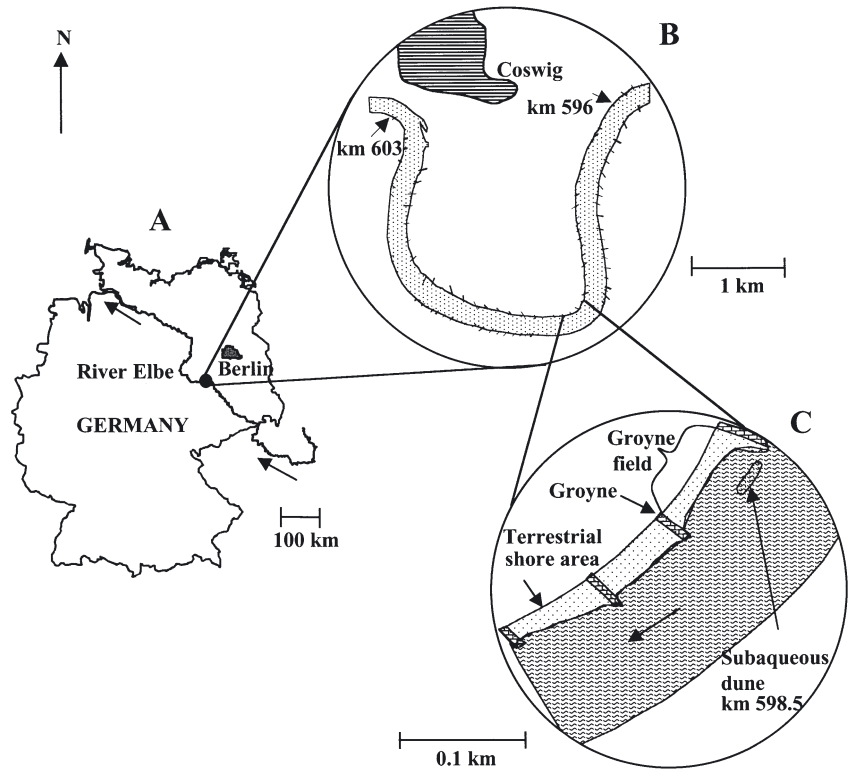 N
B
Coswig
km 596
km 603
A
1 km
River Elbe
Berlin
GERMANY
C
Groyne
field
Groyne
100 km
Terrestrial
shore area
Subaqueous
dune
km 598.5
0.1 km